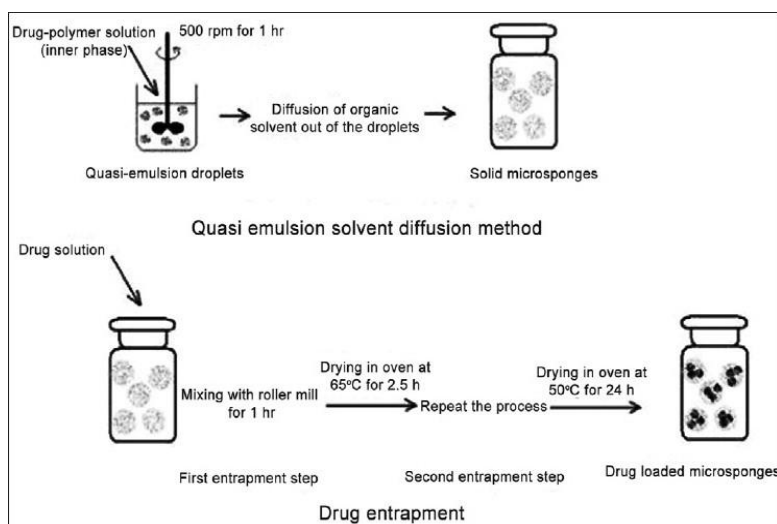 Drug-polymer solution
(inner phase)
500 rpm for 1 hr
Diffusion of organic
solvent out of the droplets
Quasi-emulsion droplets
Solid microsponges
Quasi emulsion solvent diffusion method
Drug solution
Mixing with roller mill
for 1 hr
Drying in oven at
65°C for 2.5 h
Repeat the process
Drying in oven at
50°C for 24 h
First entrapment step
Second entrapment step
Drug loaded microsponges
Drug entrapment